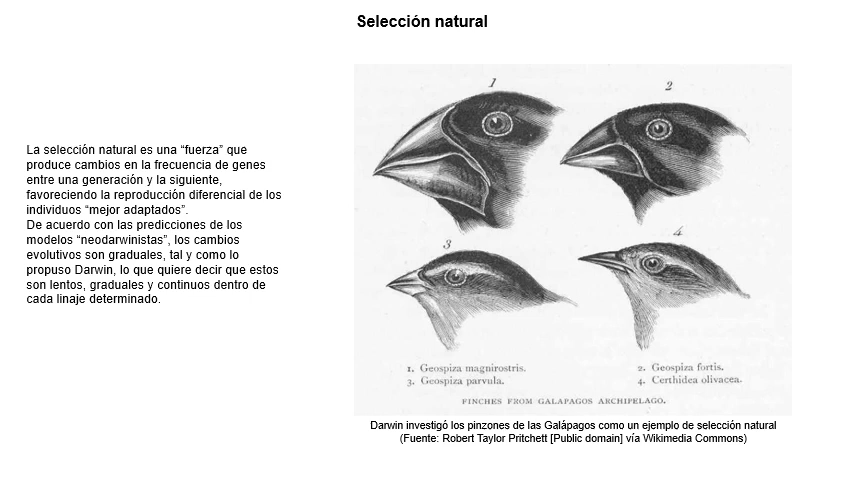 Selección natural
La selección natural es una “fuerza” que
produce cambios en la frecuencia de genes
entre una generación y la siguiente,
favoreciendo la reproducción diferencial de los
individuos “mejor adaptados”.
De acuerdo con las predicciones de los
modelos “neodarwinistas”, los cambios
evolutivos son graduales, tal y como lo
propuso Darwin, lo que quiere decir que estos
son lentos, graduales y continuos dentro de
cada linaje determinado.
1
2
3
4
1. Geospiza magnirostris.
2. Geospiza fortis.
3. Geospiza parvula.
4. Certhidea olivacea.
FINCHES FROM GALAPAGOS ARCHIPELAGO.
Darwin investigó los pinzones de las Galápagos como un ejemplo de selección natural
(Fuente: Robert Taylor Pritchett [Public domain] vía Wikimedia Commons)